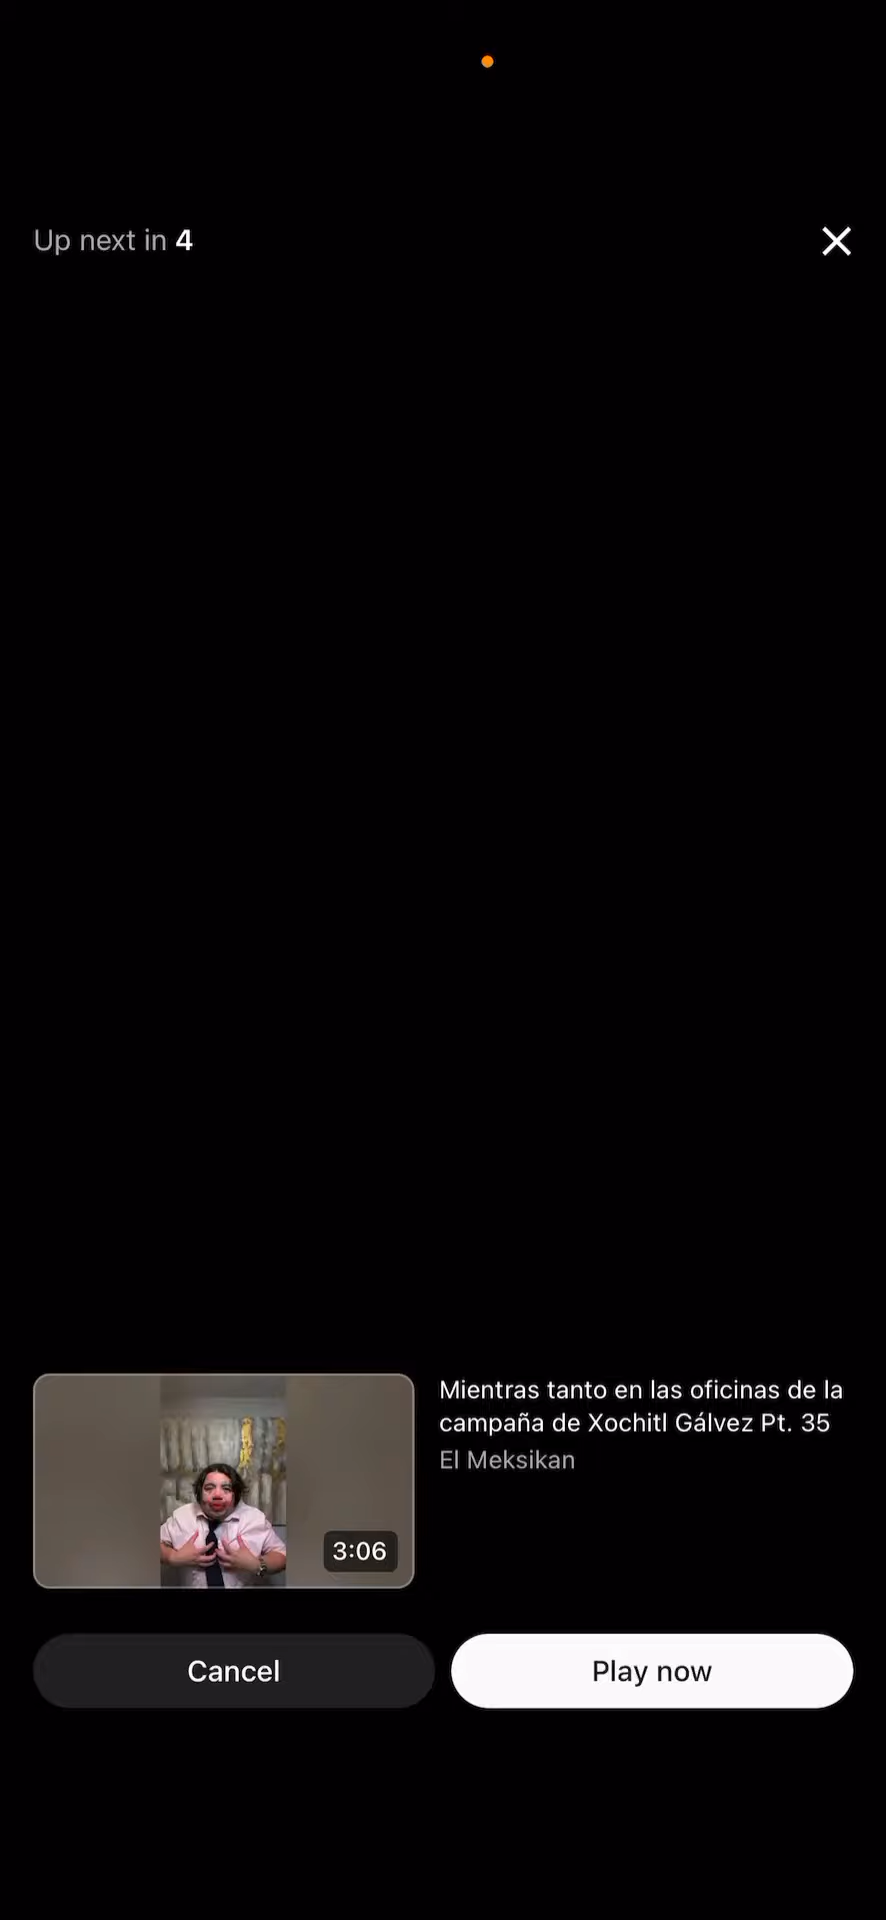 Up next in 4
Mientras tanto en las oficinas de la
campaña de Xochitl Gálvez Pt. 35
El Meksikan
3:06
Cancel
Play now